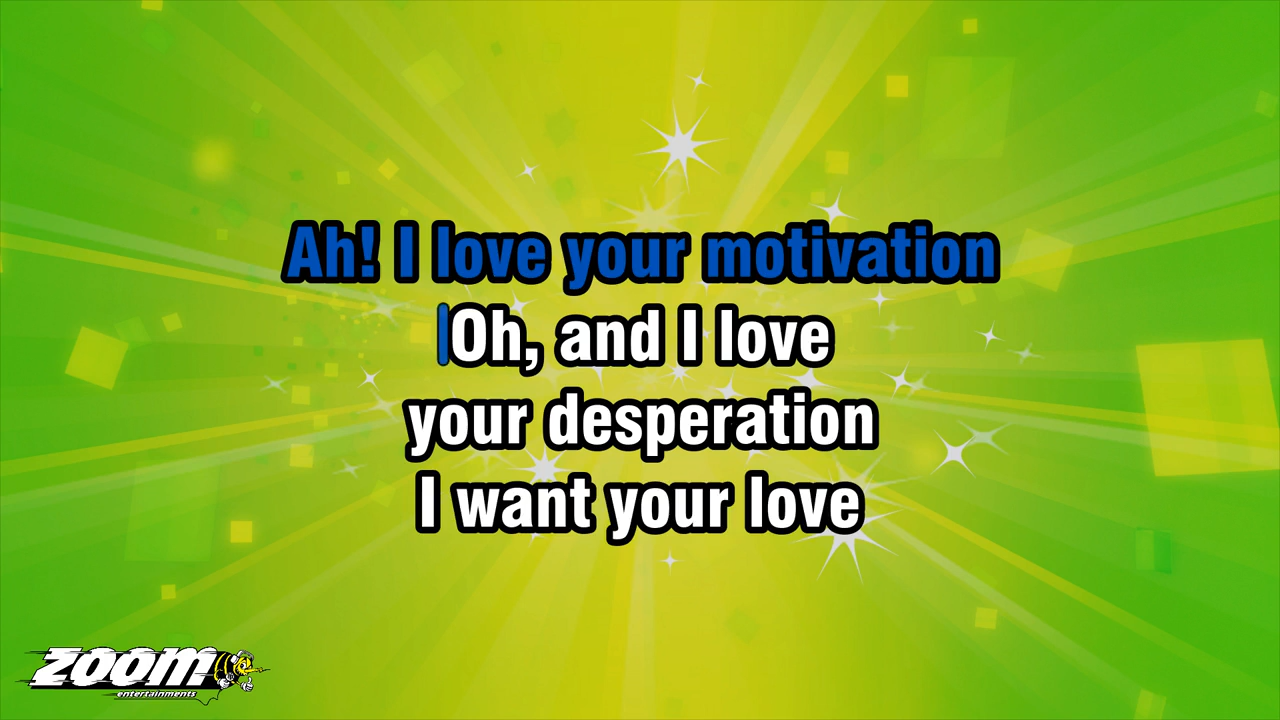 Ah! I love your motivation
Oh, and I love
your desperation
I want your love
ZOOM
entertainments